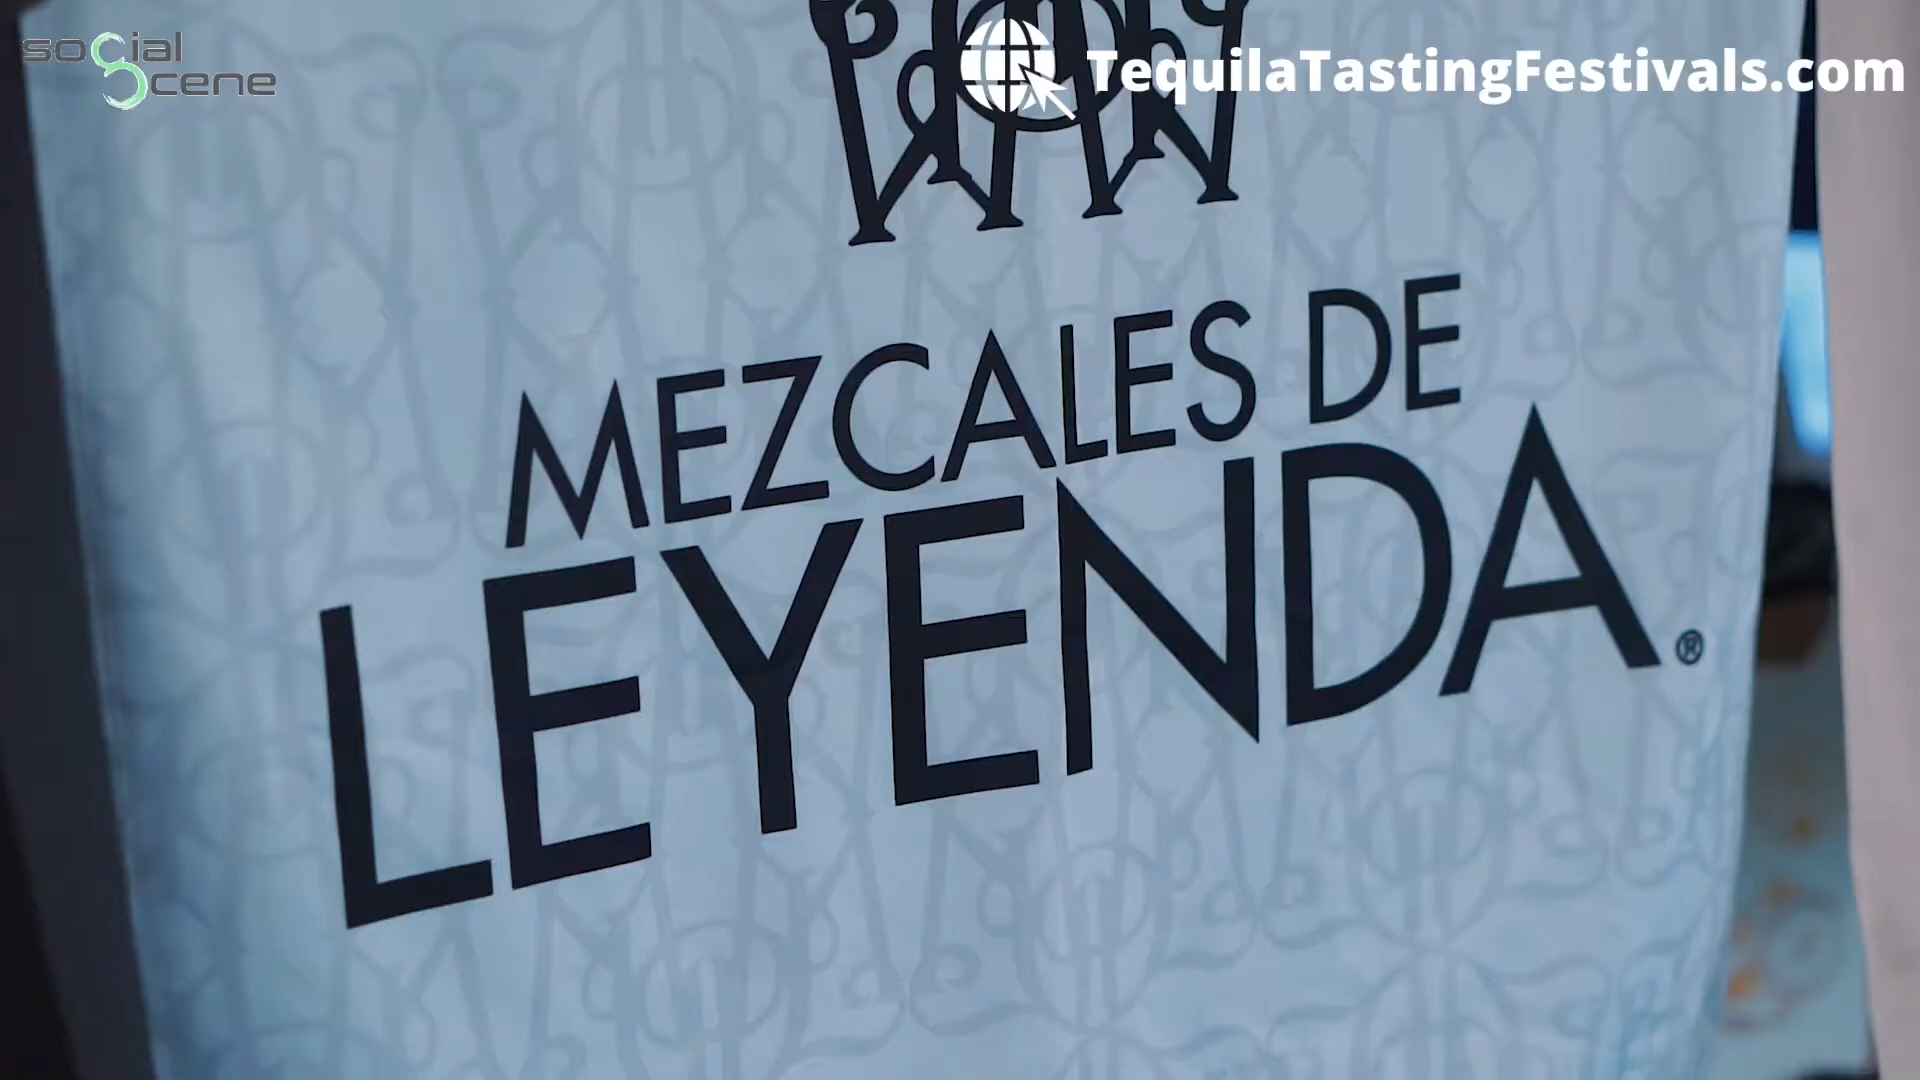 social
scene
TequilaTastingFestivals.com
MEZCALES DE
LEYENDA®